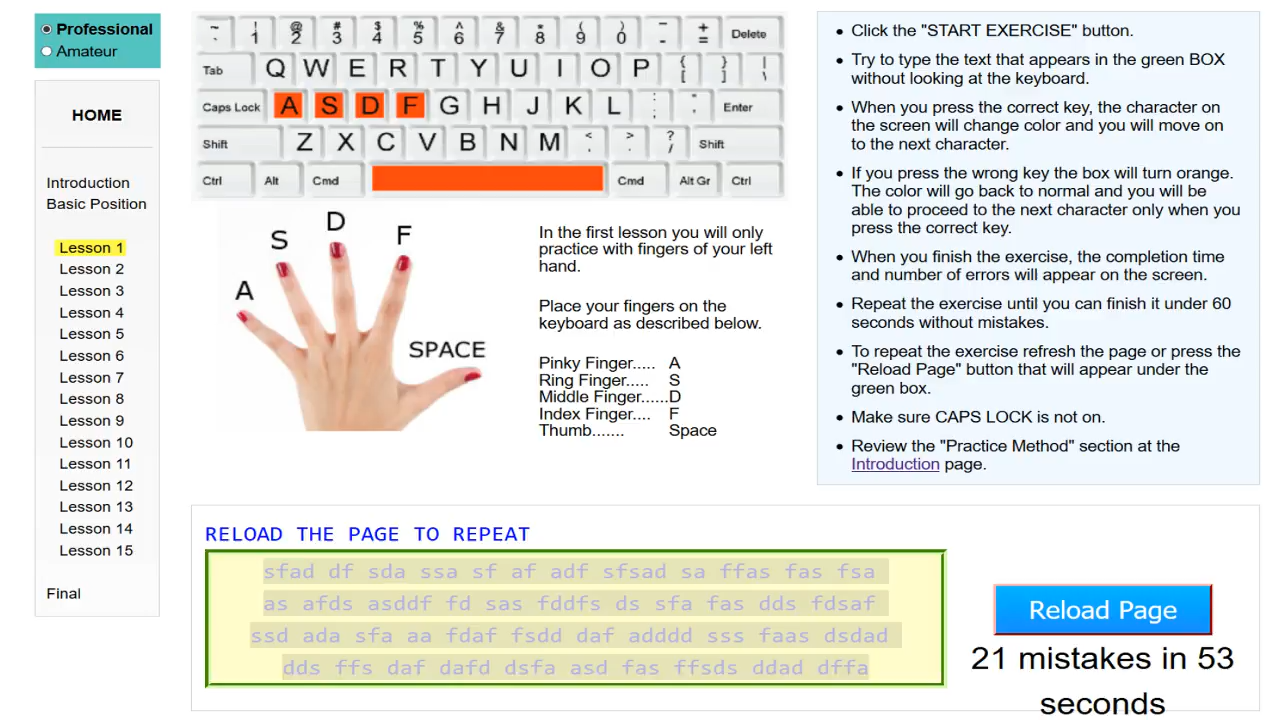 Professional
Amateur
HOME
Introduction
Basic Position
Lesson 1
Lesson 2
Lesson 3
Lesson 4
Lesson 5
Lesson 6
Lesson 7
Lesson 8
Lesson 9
Lesson 10
Lesson 11
Lesson 12
Lesson 13
Lesson 14
Lesson 15
Final
~ ! @ # $ % ^ & * ( ) _ +
` 1 2 3 4 5 6 7 8 9 0 - = Delete
Tab Q W E R T Y U I O P { [ } ] | \
Caps Lock A S D F G H J K L : ; " ' Enter
Shift Z X C V B N M < , > . ? / Shift
Ctrl Alt Cmd Cmd Alt Gr Ctrl
A
S
D
F
SPACE
In the first lesson you will only
practice with fingers of your left
hand.
Place your fingers on the
keyboard as described below.
Pinky Finger..... A
Ring Finger..... S
Middle Finger......D
Index Finger.... F
Thumb....... Space
Click the "START EXERCISE" button.
Try to type the text that appears in the green BOX
without looking at the keyboard.
When you press the correct key, the character on
the screen will change color and you will move on
to the next character.
If you press the wrong key the box will turn orange.
The color will go back to normal and you will be
able to proceed to the next character only when you
press the correct key.
When you finish the exercise, the completion time
and number of errors will appear on the screen.
Repeat the exercise until you can finish it under 60
seconds without mistakes.
To repeat the exercise refresh the page or press the
"Reload Page" button that will appear under the
green box.
Make sure CAPS LOCK is not on.
Review the "Practice Method" section at the
Introduction page.
RELOAD THE PAGE TO REPEAT
sfad df sda ssa sf af adf sfsad sa ffas fas fsa
as afds asddf fd sas fddfs ds sfa fas dds fdsaf
ssd ada sfa aa fdaf fsdd daf adddd sss faas dsdad
dds ffs daf dafd dsfa asd fas ffsds ddad dffa
Reload Page
21 mistakes in 53
seconds